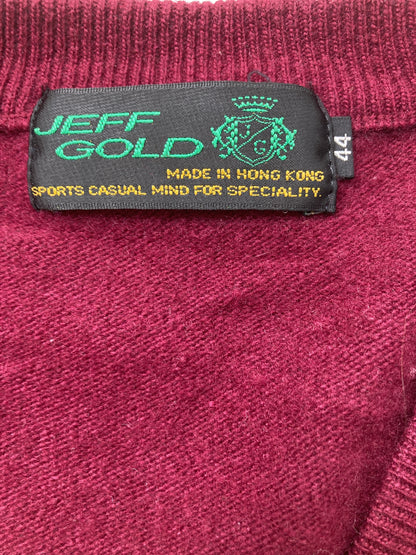 JEFF
GOLD
J G
MADE IN HONG KONG
SPORTS CASUAL MIND FOR SPECIALITY.
44